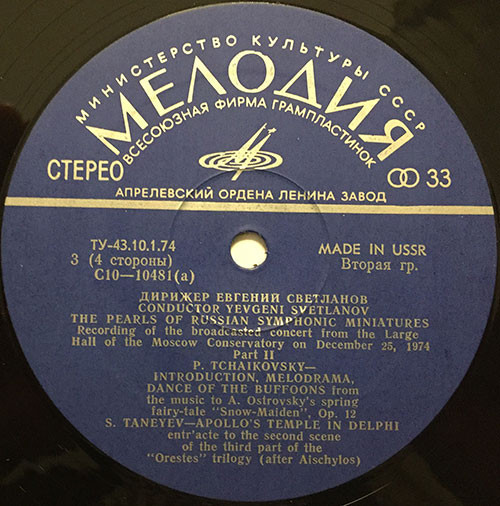 МИНИСТЕРСТВО КУЛЬТУРЫ СССР
МЕЛОДИЯ
ВСЕСОЮЗНАЯ ФИРМА ГРАМПЛАСТИНОК
СТЕРЕО
33
АПРЕЛЕВСКИЙ ОРДЕНА ЛЕНИНА ЗАВОД
ТУ-43.10.1.74
MADE IN USSR
3 (4 стороны)
Вторая гр.
С10—10481(а)
ДИРИЖЕР ЕВГЕНИЙ СВЕТЛАНОВ
CONDUCTOR YEVGENI SVETLANOV
THE PEARLS OF RUSSIAN SYMPHONIC MINIATURES
Recording of the broadcasted concert from the Large
Hall of the Moscow Conservatory on December 25, 1974
Part II
P. TCHAIKOVSKY—
INTRODUCTION, MELODRAMA,
DANCE OF THE BUFFOONS from
the music to A. Ostrovsky's spring
fairy-tale "Snow-Maiden", Op. 12
S. TANEYEV—APOLLO'S TEMPLE IN DELPHI
entr'acte to the second scene
of the third part of the
"Orestes" trilogy (after Aischylos)